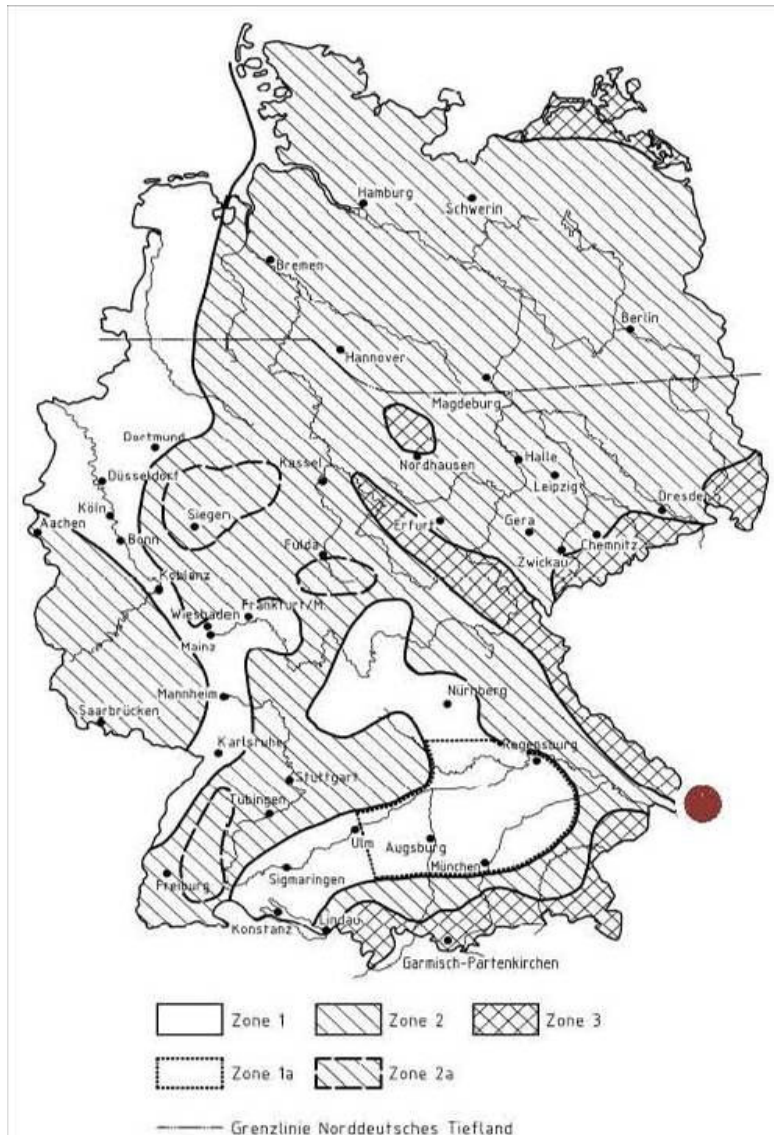 Hamburg
Schwerin
Bremen
Berlin
Hannover
Magdeburg
Dortmund
Kassel
Nordhausen
Halle
Leipzig
Düsseldorf
Dresden
Köln
Siegen
Aachen
Erfurt
Gera
Chemnitz
Bonn
Fulda
Zwickau
Koblenz
Frankfurt/M.
Wiesbaden
Mainz
Mannheim
Nürnberg
Saarbrücken
Karlsruhe
Regensburg
Stuttgart
Tübingen
Ulm
Augsburg
München
Freiburg
Sigmaringen
Konstanz
Lindau
Garmisch-Partenkirchen
Zone 1
Zone 2
Zone 3
Zone 1a
Zone 2a
Grenzlinie Norddeutsches Tiefland